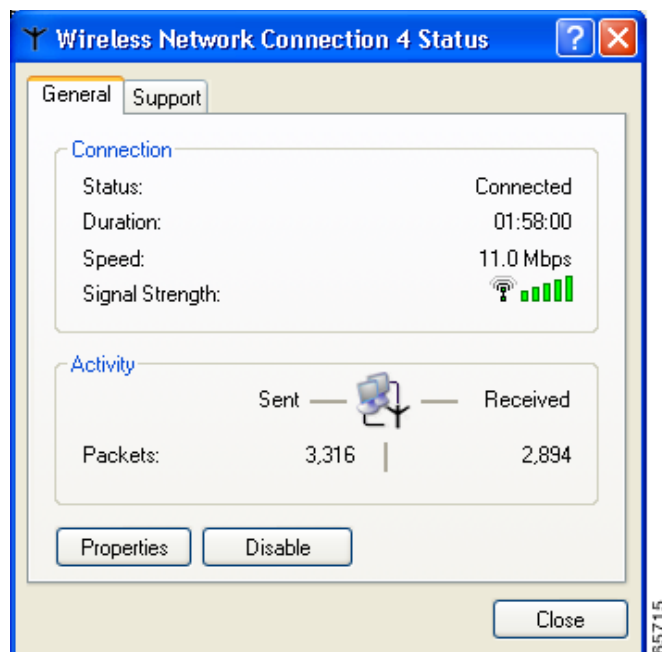 Wireless Network Connection 4 Status
General Support
Connection
Status: Connected
Duration: 01:58:00
Speed: 11.0 Mbps
Signal Strength:
Activity
Sent Received
Packets: 3,316 2,894
Properties Disable
Close
65715